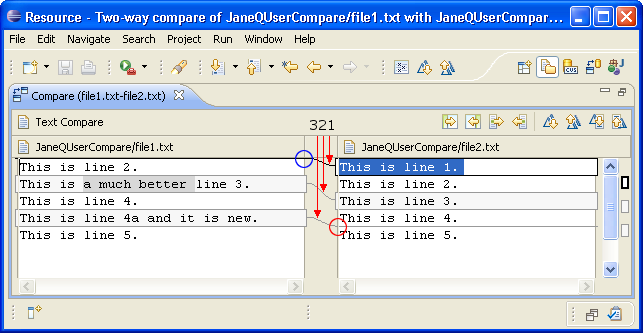 Resource - Two-way compare of JaneQUserCompare/file1.txt with JaneQUserCompar...
File Edit Navigate Search Project Run Window Help
CUS
Compare (file1.txt-file2.txt)
Text Compare
321
JaneQUserCompare/file1.txt
JaneQUserCompare/file2.txt
This is line 2.
This is a much better line 3.
This is line 4.
This is line 4a and it is new.
This is line 5.
This is line 1.
This is line 2.
This is line 3.
This is line 4.
This is line 5.